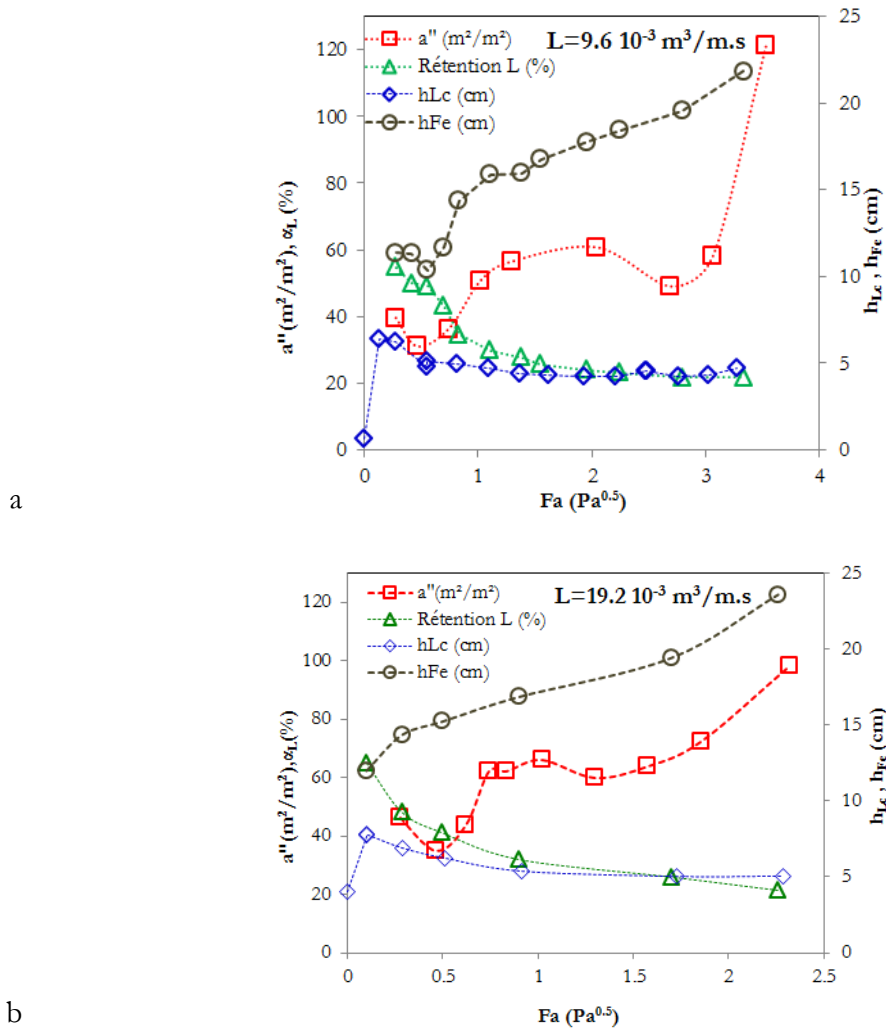 a" (m²/m²)
L=9.6 10⁻³ m³/m.s
Rétention L (%)
hLc (cm)
hFe (cm)
120
100
80
60
40
20
0
25
20
15
10
5
0
a"(m²/m²), αL (%)
hLc , hFe (cm)
0 1 2 3 4
Fa (Pa⁰·⁵)
a
a"(m²/m²)
L=19.2 10⁻³ m³/m.s
Rétention L (%)
hLc (cm)
hFe (cm)
120
100
80
60
40
20
0
25
20
15
10
5
0
a"(m²/m²),αL(%)
hLc , hFe (cm)
0 0.5 1 1.5 2 2.5
Fa (Pa⁰·⁵)
b